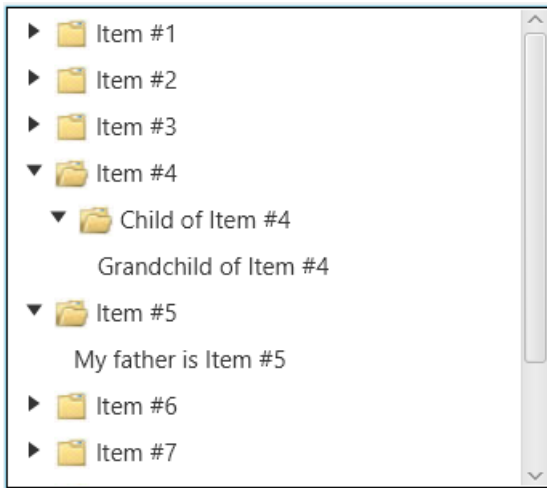 Item #1
Item #2
Item #3
Item #4
Child of Item #4
Grandchild of Item #4
Item #5
My father is Item #5
Item #6
Item #7